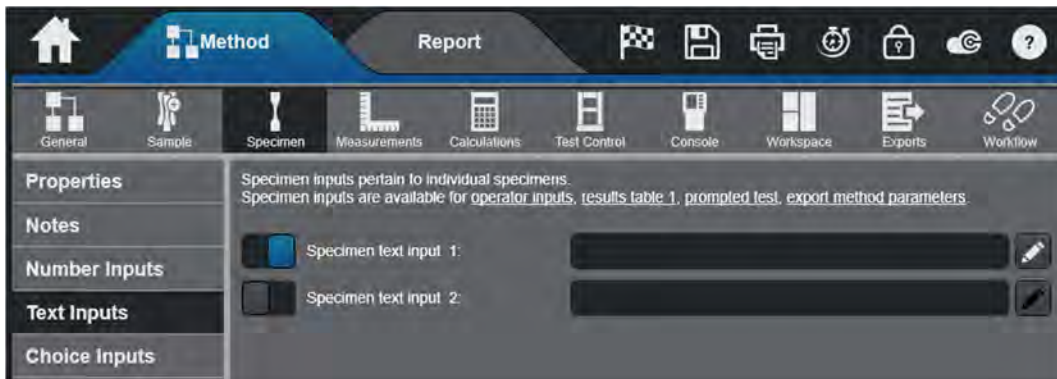 Method
Report
?
General
Sample
Specimen
Measurements
Calculations
Test Control
Console
Workspace
Exports
Workflow
Properties
Notes
Number Inputs
Text Inputs
Choice Inputs
Specimen inputs pertain to individual specimens.
Specimen inputs are available for operator inputs, results table 1, prompted test, export method parameters.
Specimen text input 1:
Specimen text input 2: